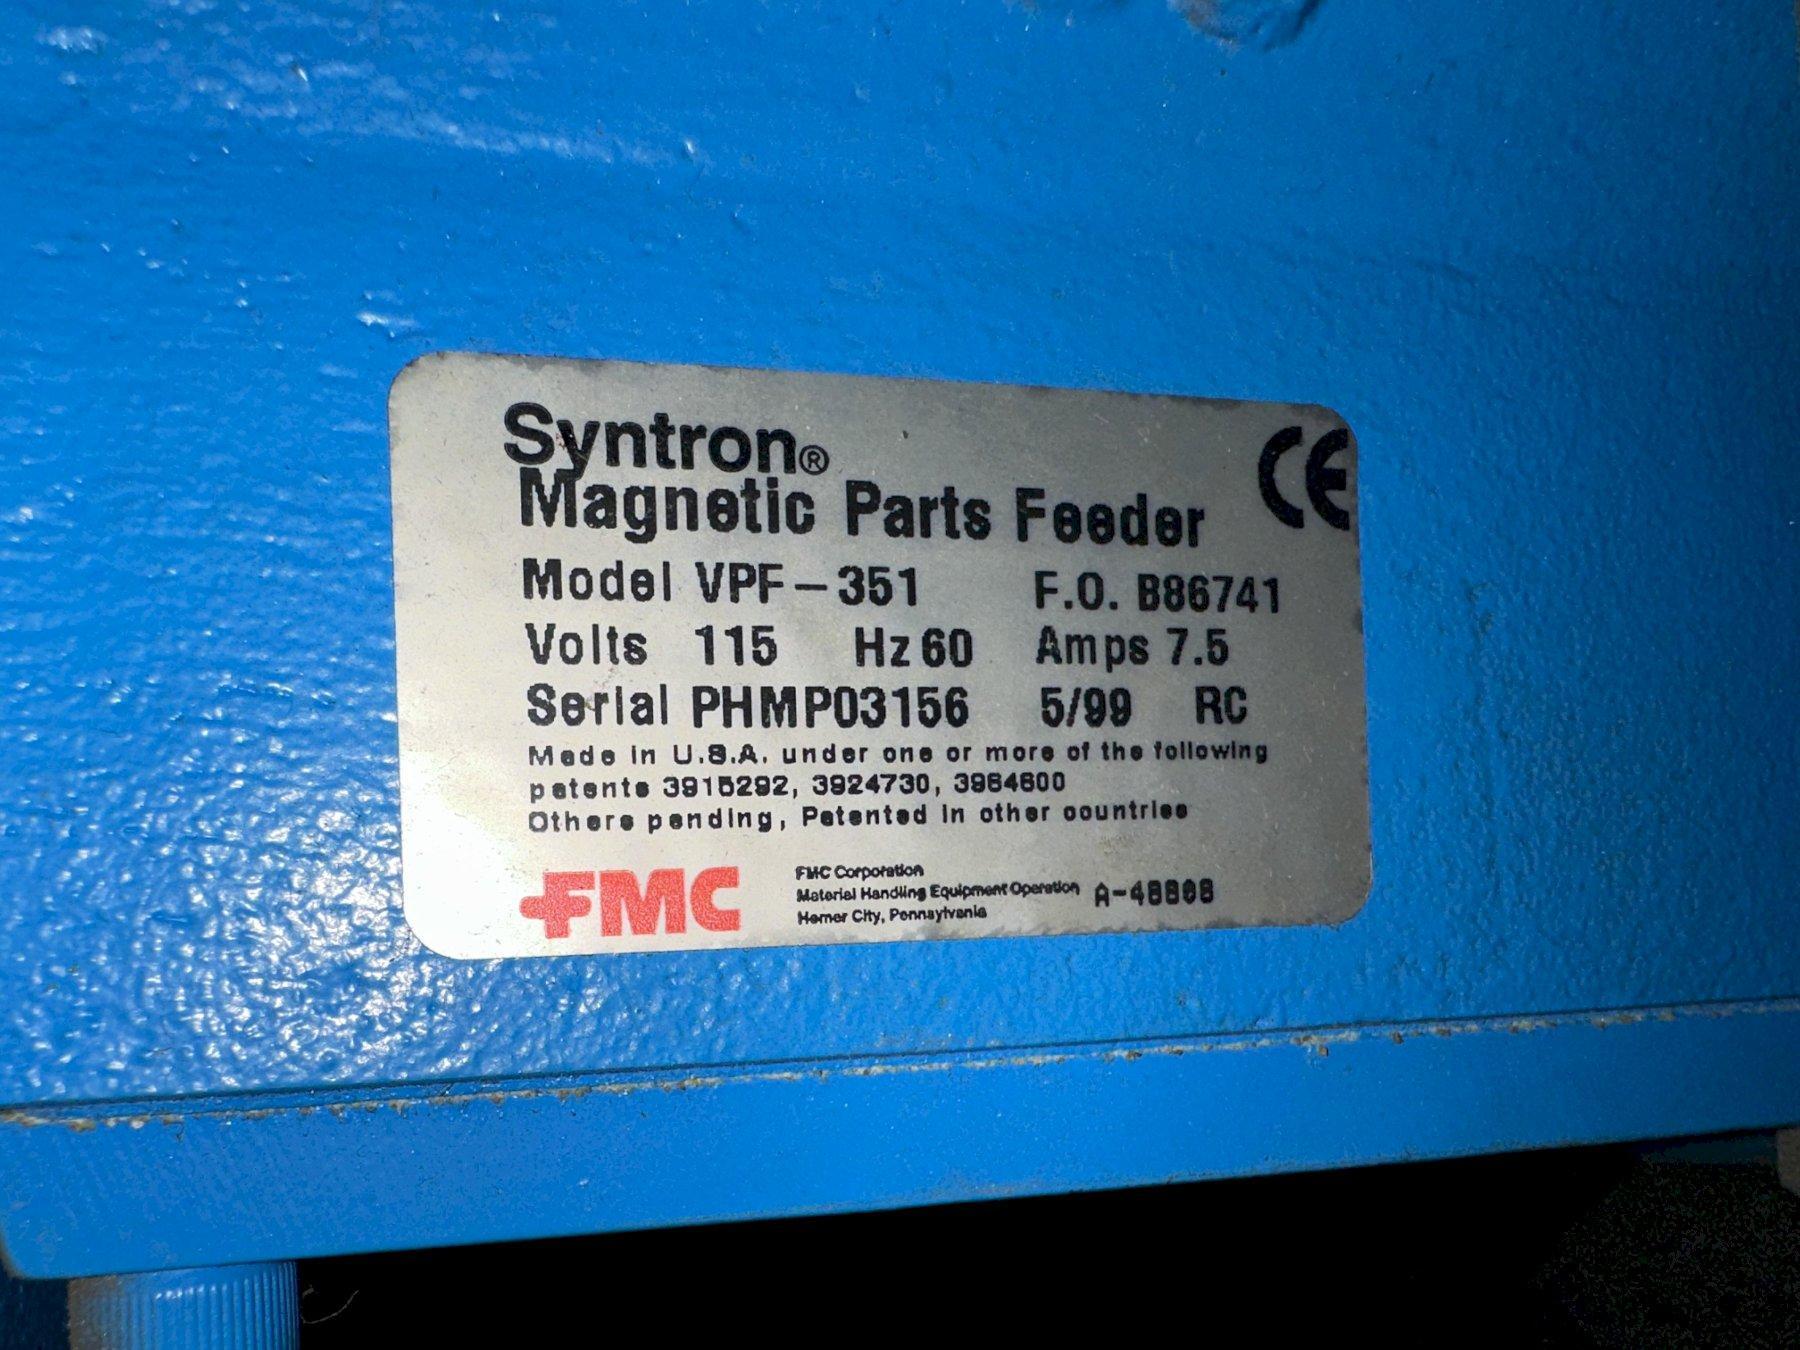 Syntron®
Magnetic Parts Feeder CE
Model VPF-351 F.O. B86741
Volts 115 Hz 60 Amps 7.5
Serial PHMP03156 5/99 RC
Made in U.S.A. under one or more of the following
patents 3915292, 3924730, 3964600
Others pending, Patented in other countries
FMC
FMC Corporation
Material Handling Equipment Operation A-48808
Homer City, Pennsylvania